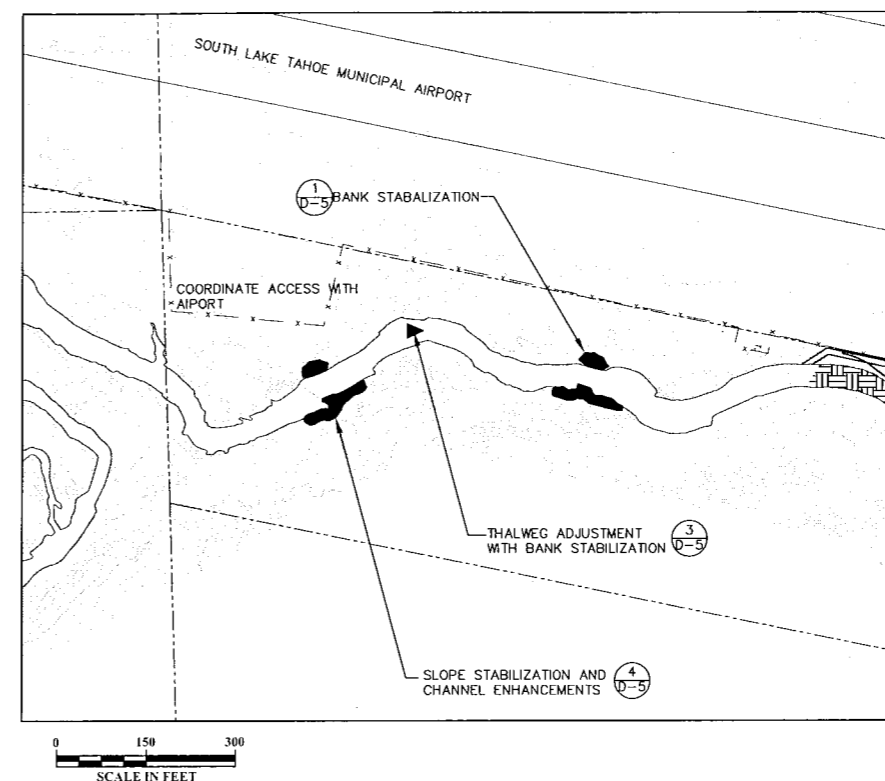 SOUTH LAKE TAHOE MUNICIPAL AIRPORT
1
D-5
BANK STABALIZATION
COORDINATE ACCESS WITH
AIPORT
THALWEG ADJUSTMENT
WITH BANK STABILIZATION
3
D-5
SLOPE STABILIZATION AND
CHANNEL ENHANCEMENTS
4
D-5
0 150 300
SCALE IN FEET